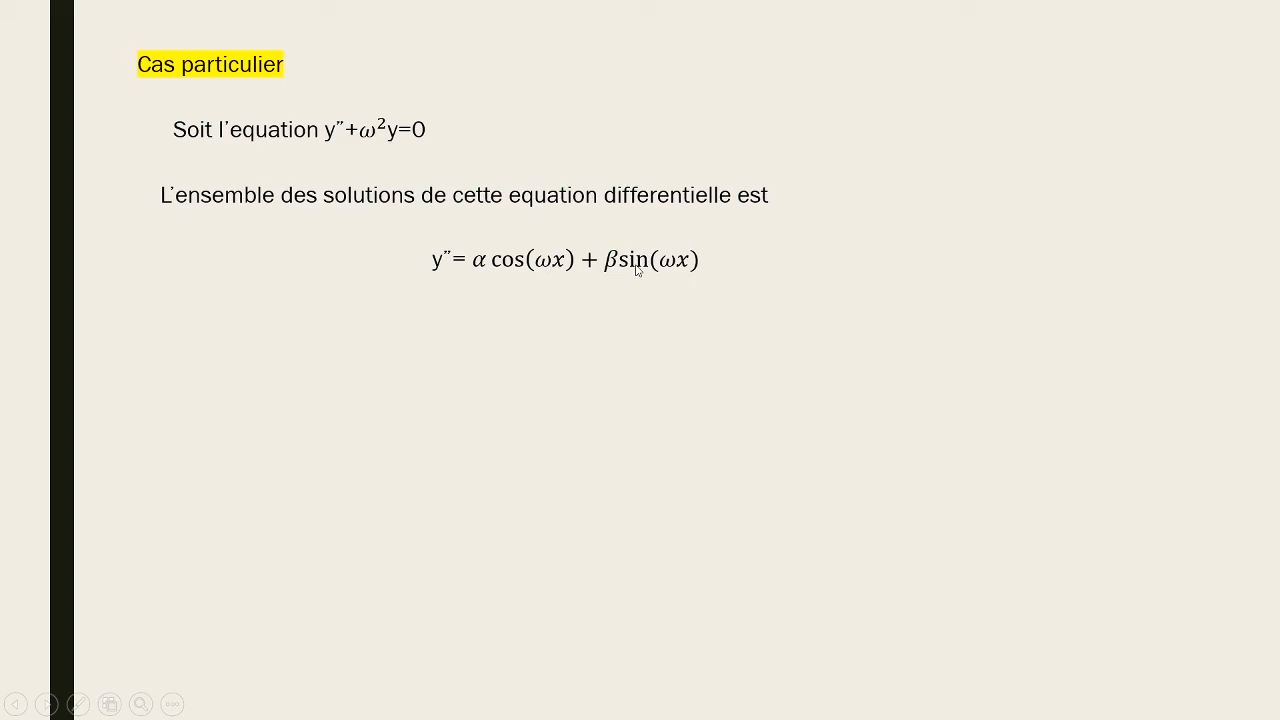 Cas particulier
Soit l’equation y”+𝜔²y=0
L’ensemble des solutions de cette equation differentielle est
y”= 𝛼 cos(𝜔𝑥) + 𝛽sin(𝜔𝑥)